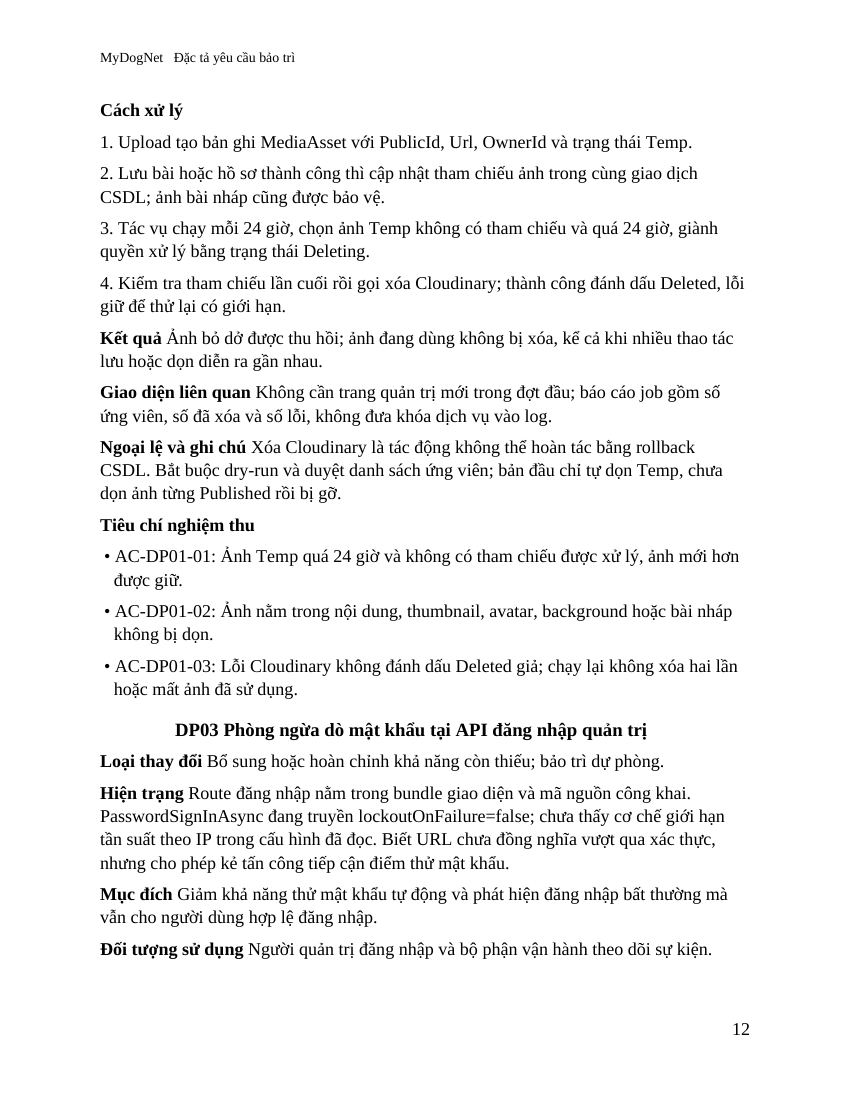 MyDogNet Đặc tả yêu cầu bảo trì
Cách xử lý
1. Upload tạo bản ghi MediaAsset với PublicId, Url, OwnerId và trạng thái Temp.
2. Lưu bài hoặc hồ sơ thành công thì cập nhật tham chiếu ảnh trong cùng giao dịch
CSDL; ảnh bài nháp cũng được bảo vệ.
3. Tác vụ chạy mỗi 24 giờ, chọn ảnh Temp không có tham chiếu và quá 24 giờ, giành
quyền xử lý bằng trạng thái Deleting.
4. Kiểm tra tham chiếu lần cuối rồi gọi xóa Cloudinary; thành công đánh dấu Deleted, lỗi
giữ để thử lại có giới hạn.
Kết quả Ảnh bỏ dở được thu hồi; ảnh đang dùng không bị xóa, kể cả khi nhiều thao tác
lưu hoặc dọn diễn ra gần nhau.
Giao diện liên quan Không cần trang quản trị mới trong đợt đầu; báo cáo job gồm số
ứng viên, số đã xóa và số lỗi, không đưa khóa dịch vụ vào log.
Ngoại lệ và ghi chú Xóa Cloudinary là tác động không thể hoàn tác bằng rollback
CSDL. Bắt buộc dry-run và duyệt danh sách ứng viên; bản đầu chỉ tự dọn Temp, chưa
dọn ảnh từng Published rồi bị gỡ.
Tiêu chí nghiệm thu
• AC-DP01-01: Ảnh Temp quá 24 giờ và không có tham chiếu được xử lý, ảnh mới hơn
được giữ.
• AC-DP01-02: Ảnh nằm trong nội dung, thumbnail, avatar, background hoặc bài nháp
không bị dọn.
• AC-DP01-03: Lỗi Cloudinary không đánh dấu Deleted giả; chạy lại không xóa hai lần
hoặc mất ảnh đã sử dụng.
DP03 Phòng ngừa dò mật khẩu tại API đăng nhập quản trị
Loại thay đổi Bổ sung hoặc hoàn chỉnh khả năng còn thiếu; bảo trì dự phòng.
Hiện trạng Route đăng nhập nằm trong bundle giao diện và mã nguồn công khai.
PasswordSignInAsync đang truyền lockoutOnFailure=false; chưa thấy cơ chế giới hạn
tần suất theo IP trong cấu hình đã đọc. Biết URL chưa đồng nghĩa vượt qua xác thực,
nhưng cho phép kẻ tấn công tiếp cận điểm thử mật khẩu.
Mục đích Giảm khả năng thử mật khẩu tự động và phát hiện đăng nhập bất thường mà
vẫn cho người dùng hợp lệ đăng nhập.
Đối tượng sử dụng Người quản trị đăng nhập và bộ phận vận hành theo dõi sự kiện.
12